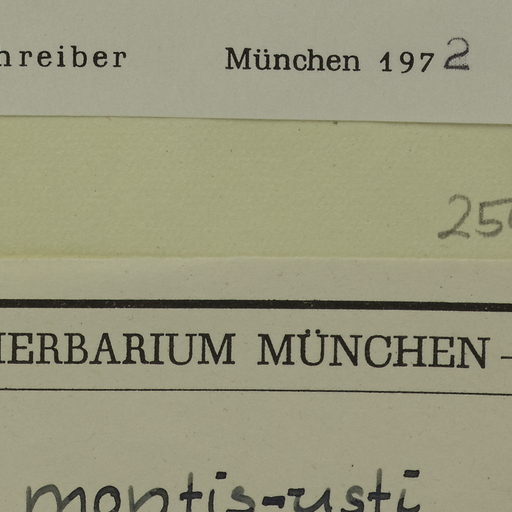 hreiber München 1972
25
HERBARIUM MÜNCHEN –
montis-usti